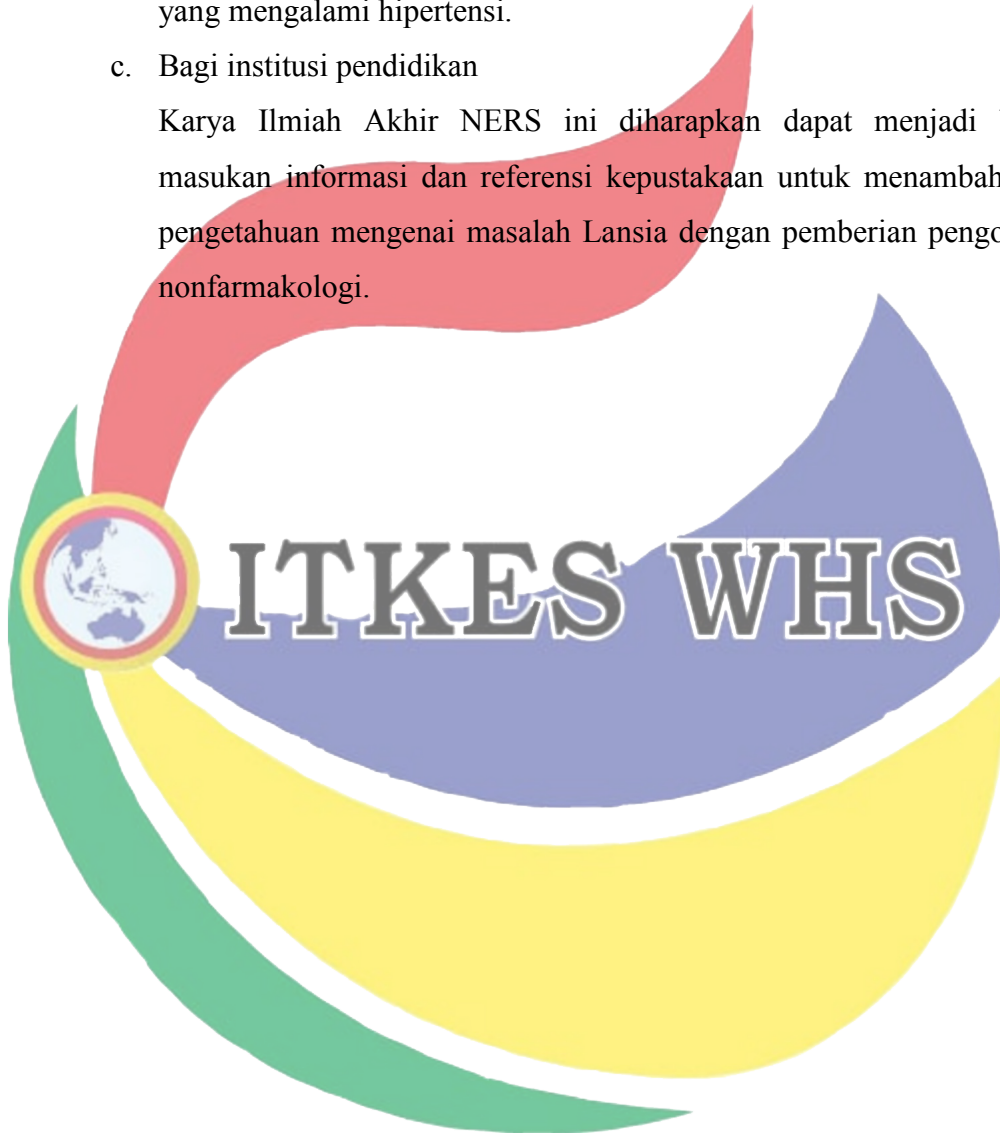 yang mengalami hipertensi.
c. Bagi institusi pendidikan
Karya Ilmiah Akhir NERS ini diharapkan dapat menjadi
masukan informasi dan referensi kepustakaan untuk menambah
pengetahuan mengenai masalah Lansia dengan pemberian
nonfarmakologi.
ITKES WHS